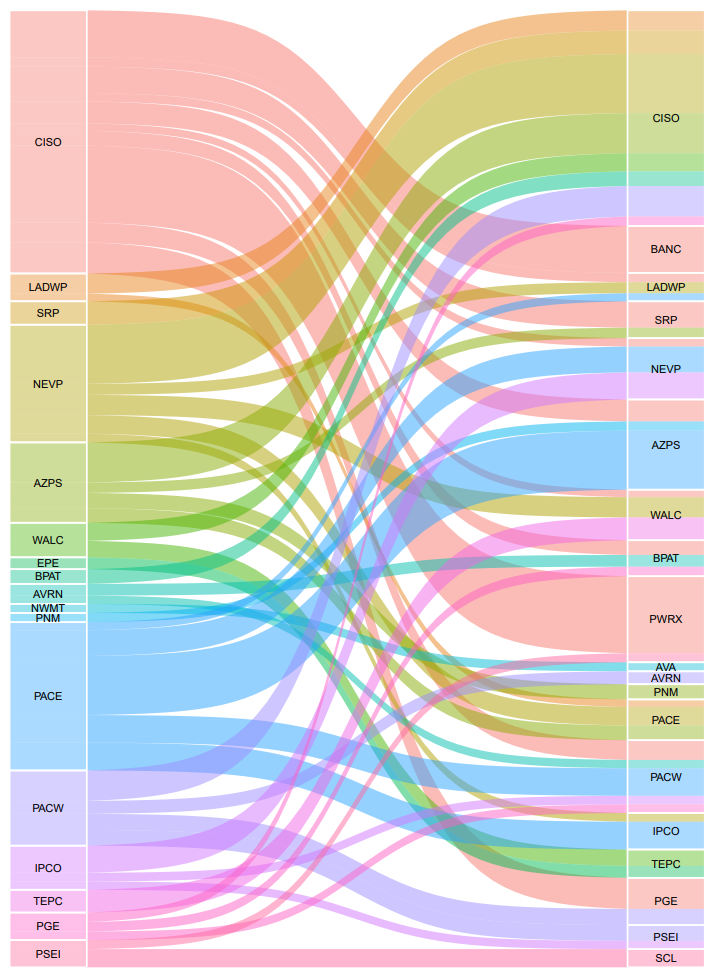 CISO
LADWP
SRP
NEVP
AZPS
WALC
EPE
BPAT
AVRN
NWMT
PNM
PACE
PACW
IPCO
TEPC
PGE
PSEI
CISO
BANC
LADWP
SRP
NEVP
AZPS
WALC
BPAT
PWRX
AVA
AVRN
PNM
PACE
PACW
IPCO
TEPC
PGE
PSEI
SCL